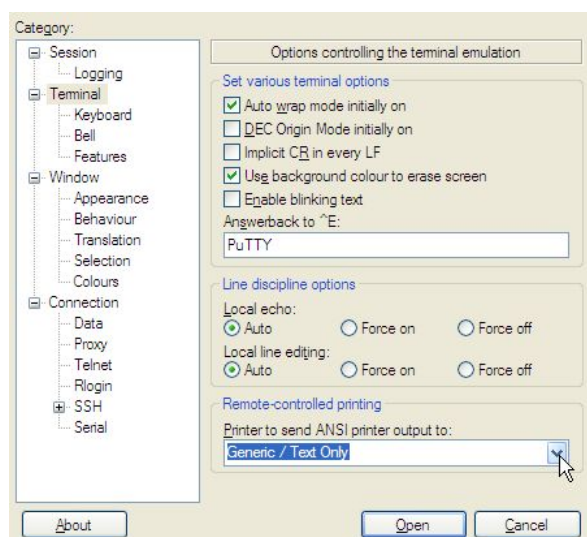 Category:
Session
Logging
Terminal
Keyboard
Bell
Features
Window
Appearance
Behaviour
Translation
Selection
Colours
Connection
Data
Proxy
Telnet
Rlogin
SSH
Serial
Options controlling the terminal emulation
Set various terminal options
Auto wrap mode initially on
DEC Origin Mode initially on
Implicit CR in every LF
Use background colour to erase screen
Enable blinking text
Answerback to ^E:
PuTTY
Line discipline options
Local echo:
Auto Force on Force off
Local line editing:
Auto Force on Force off
Remote-controlled printing
Printer to send ANSI printer output to:
Generic / Text Only
About Open Cancel